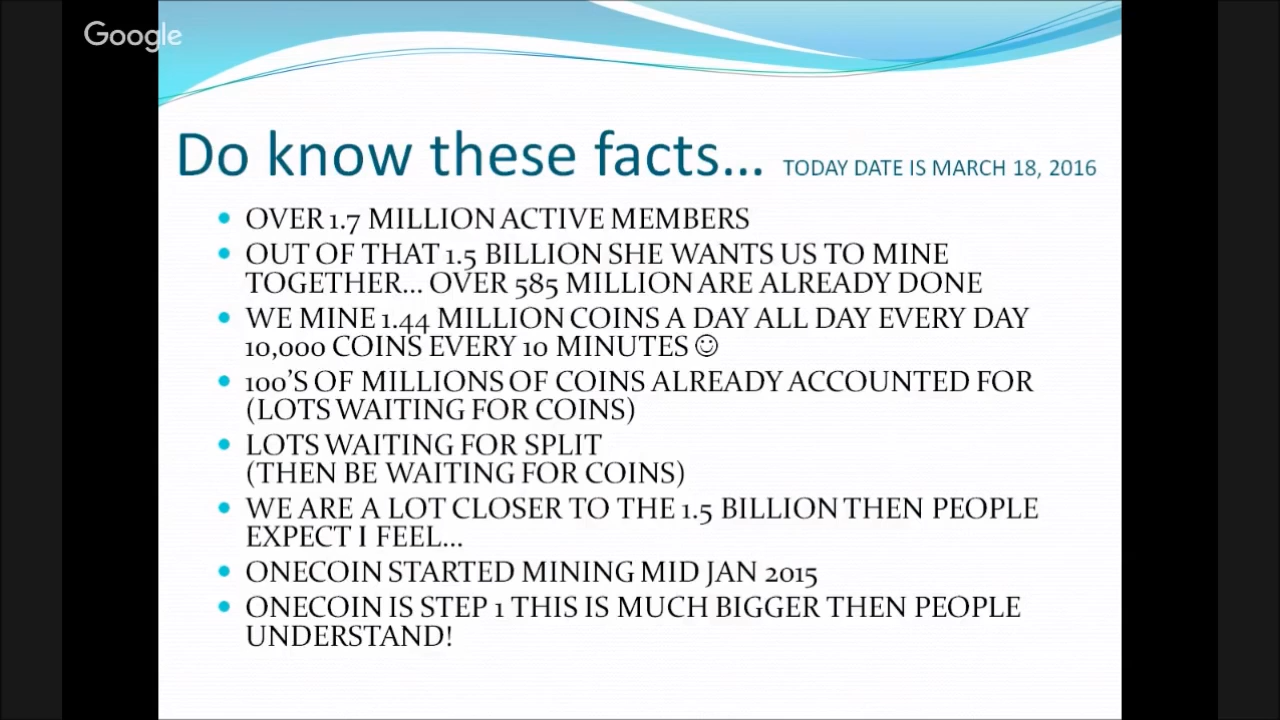 Google
Do know these facts... TODAY DATE IS MARCH 18, 2016
OVER 1.7 MILLION ACTIVE MEMBERS
OUT OF THAT 1.5 BILLION SHE WANTS US TO MINE
TOGETHER... OVER 585 MILLION ARE ALREADY DONE
WE MINE 1.44 MILLION COINS A DAY ALL DAY EVERY DAY
10,000 COINS EVERY 10 MINUTES ☺
100'S OF MILLIONS OF COINS ALREADY ACCOUNTED FOR
(LOTS WAITING FOR COINS)
LOTS WAITING FOR SPLIT
(THEN BE WAITING FOR COINS)
WE ARE A LOT CLOSER TO THE 1.5 BILLION THEN PEOPLE
EXPECT I FEEL...
ONECOIN STARTED MINING MID JAN 2015
ONECOIN IS STEP 1 THIS IS MUCH BIGGER THEN PEOPLE
UNDERSTAND!